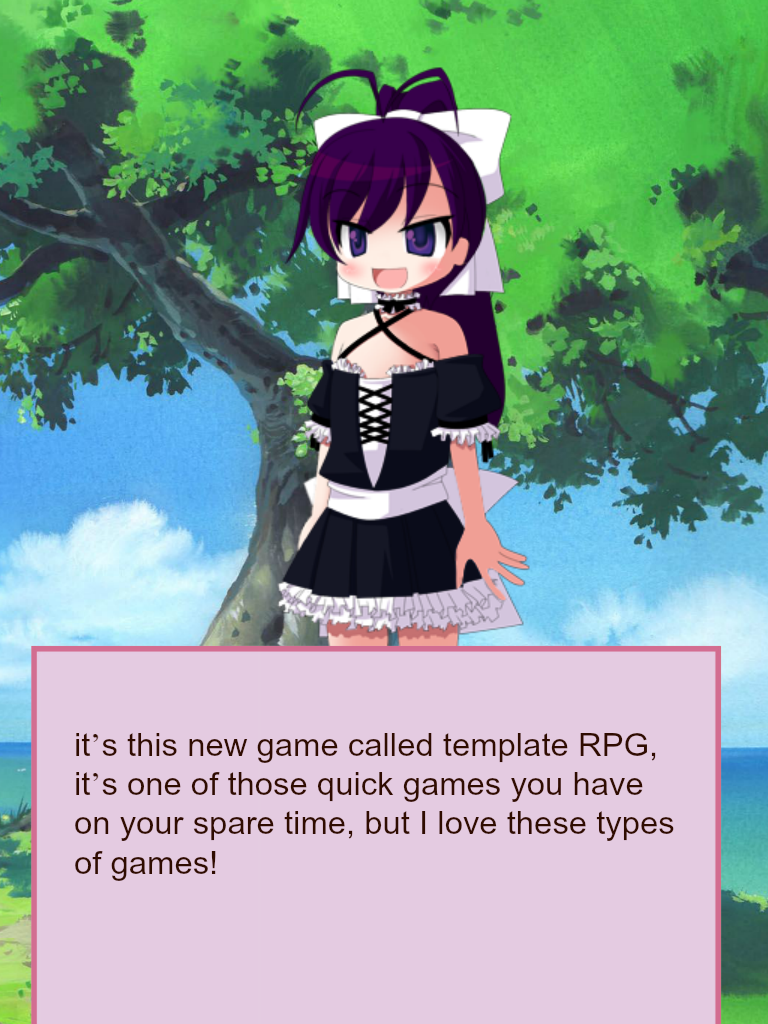 it’s this new game called template RPG,
it’s one of those quick games you have
on your spare time, but I love these types
of games!